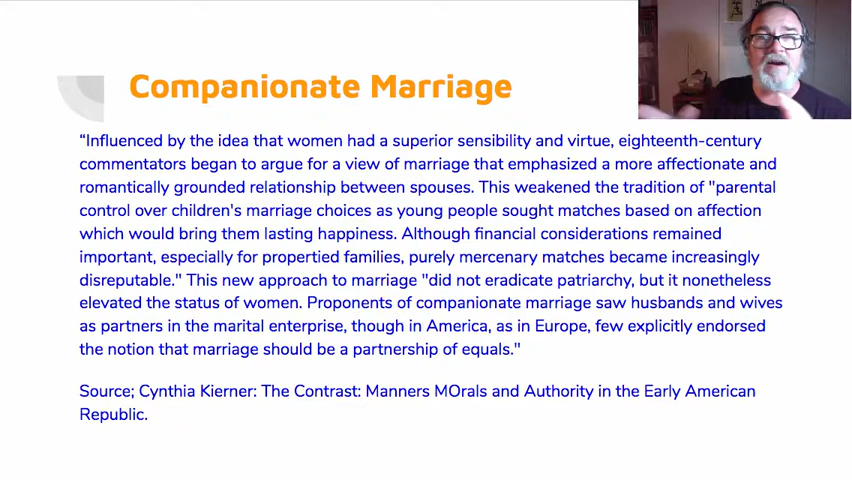 Companionate Marriage
“Influenced by the idea that women had a superior sensibility and virtue, eighteenth-century
commentators began to argue for a view of marriage that emphasized a more affectionate and
romantically grounded relationship between spouses. This weakened the tradition of "parental
control over children's marriage choices as young people sought matches based on affection
which would bring them lasting happiness. Although financial considerations remained
important, especially for propertied families, purely mercenary matches became increasingly
disreputable." This new approach to marriage "did not eradicate patriarchy, but it nonetheless
elevated the status of women. Proponents of companionate marriage saw husbands and wives
as partners in the marital enterprise, though in America, as in Europe, few explicitly endorsed
the notion that marriage should be a partnership of equals."
Source; Cynthia Kierner: The Contrast: Manners MOrals and Authority in the Early American
Republic.